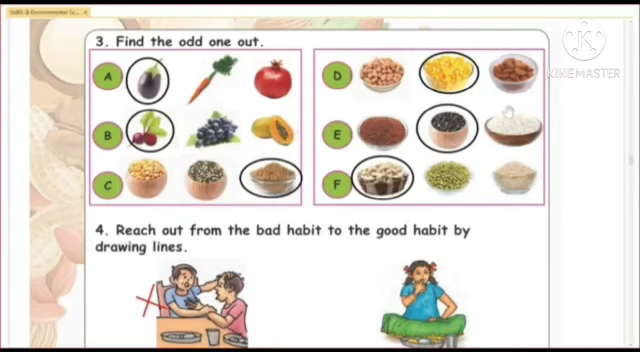 3. Find the odd one out.
A
B
C
D
E
F
4. Reach out from the bad habit to the good habit by
drawing lines.
K
KINEMASTER